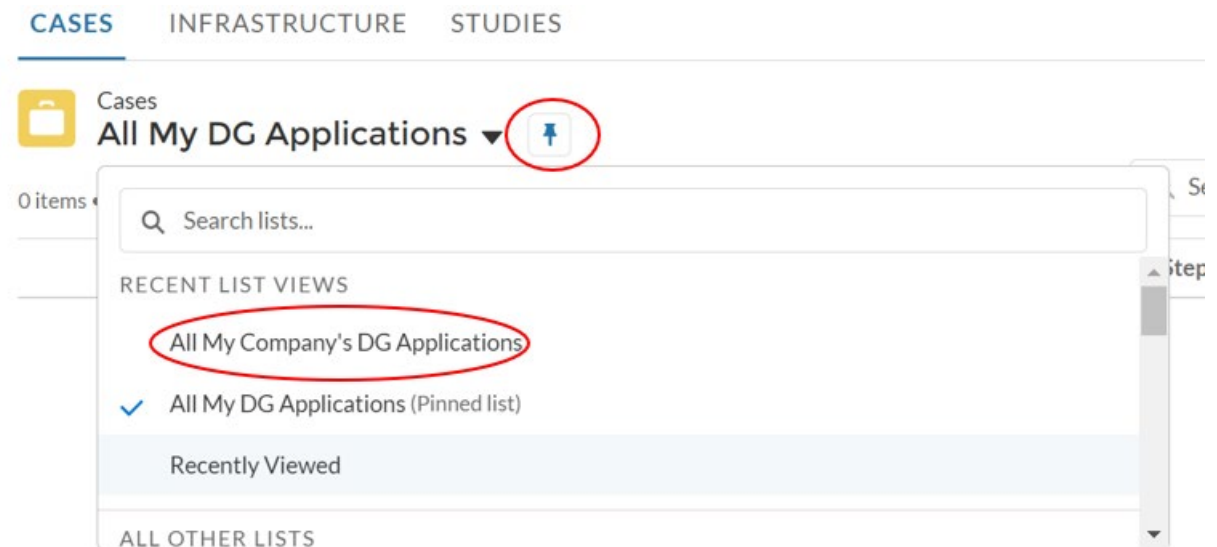 CASES INFRASTRUCTURE STUDIES
Cases
All My DG Applications
0 items •
Search lists...
RECENT LIST VIEWS
All My Company's DG Applications
All My DG Applications (Pinned list)
Recently Viewed
ALL OTHER LISTS